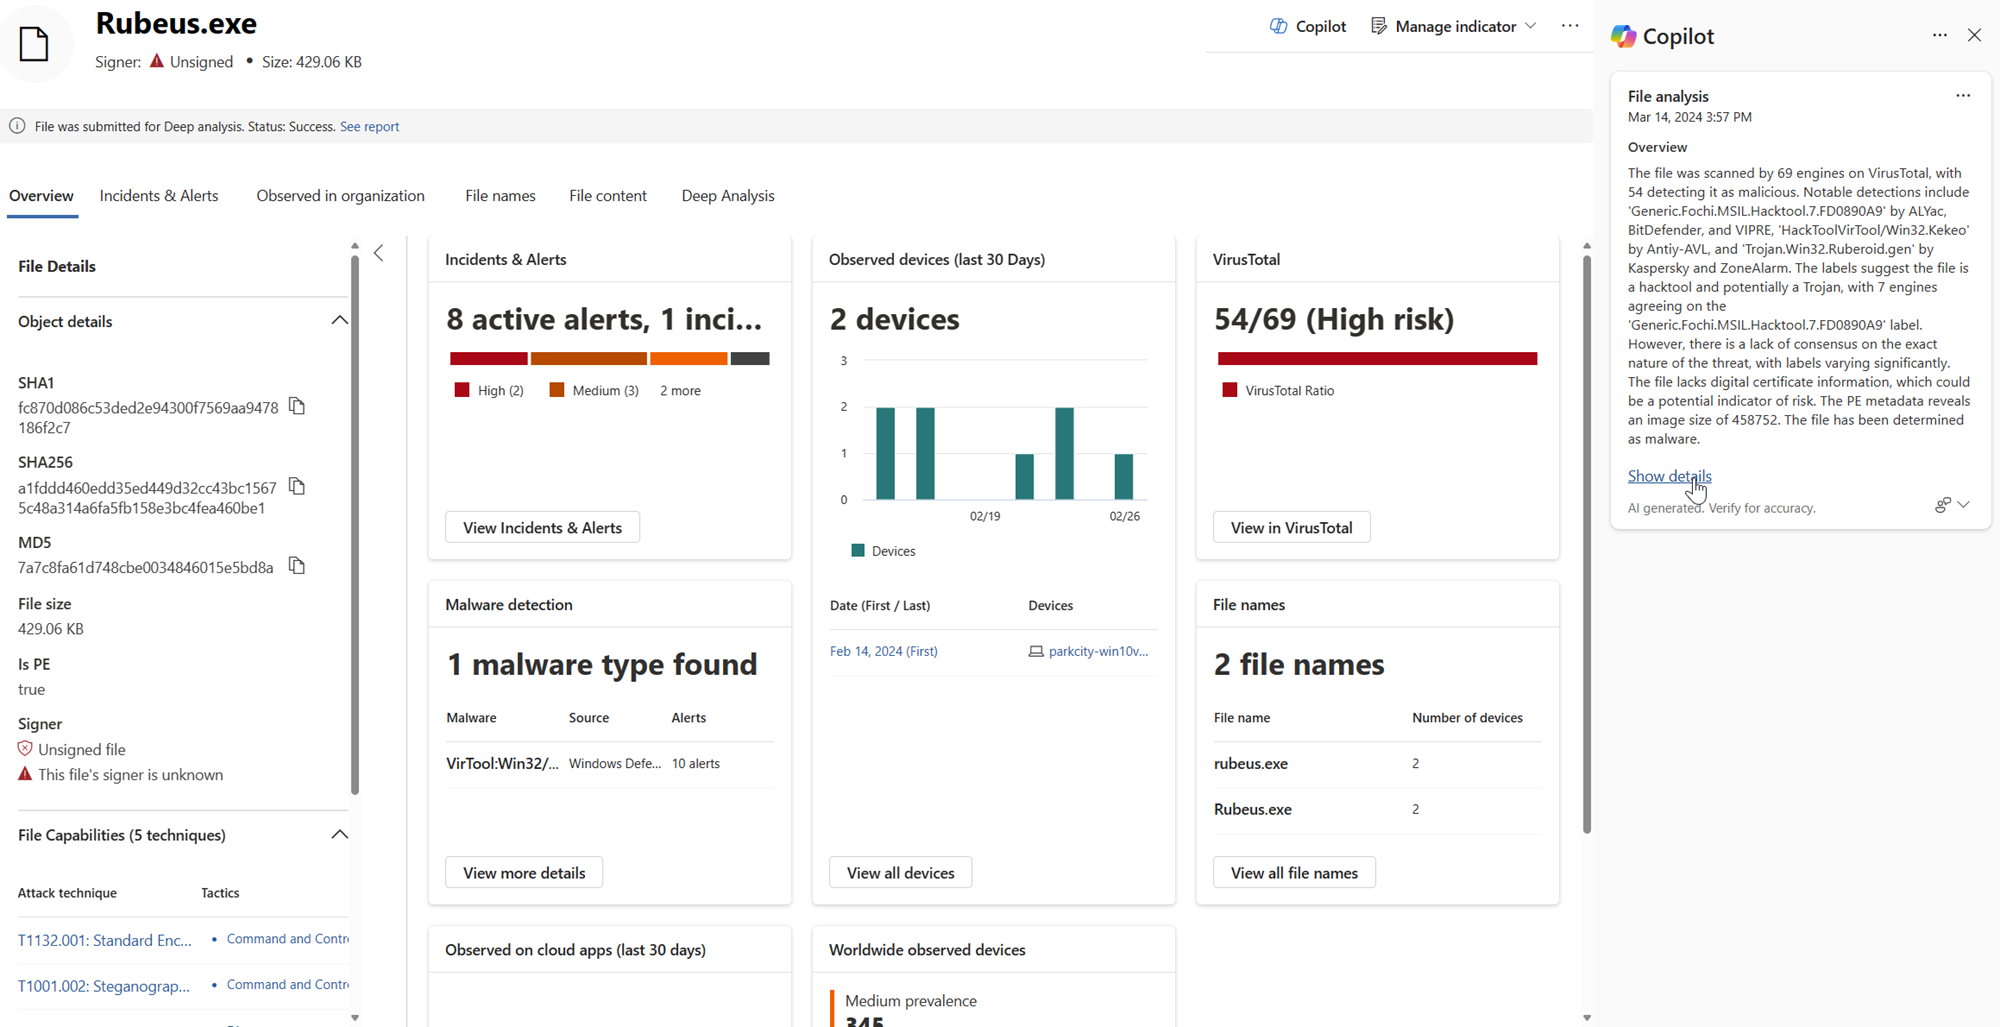 Rubeus.exe
Signer: Unsigned • Size: 429.06 KB
Copilot
Manage indicator
File was submitted for Deep analysis. Status: Success. See report
Overview
Incidents & Alerts
Observed in organization
File names
File content
Deep Analysis
File Details
Object details
SHA1
fc870d086c53ded2e94300f7569aa9478
186f2c7
SHA256
a1fddd460edd35ed449d32cc43bc1567
5c48a314a6fa5fb158e3bc4fea460be1
MD5
7a7c8fa61d748cbe0034846015e5bd8a
File size
429.06 KB
Is PE
true
Signer
Unsigned file
This file's signer is unknown
File Capabilities (5 techniques)
Attack technique Tactics
T1132.001: Standard Enc... • Command and Contr
T1001.002: Steganograp... • Command and Contr
Incidents & Alerts
8 active alerts, 1 inci...
High (2) Medium (3) 2 more
View Incidents & Alerts
Observed devices (last 30 Days)
2 devices
3
2
1
0
02/19 02/26
Devices
Date (First / Last) Devices
Feb 14, 2024 (First) parkcity-win10v...
View all devices
VirusTotal
54/69 (High risk)
VirusTotal Ratio
View in VirusTotal
Malware detection
1 malware type found
Malware Source Alerts
VirTool:Win32/... Windows Defe... 10 alerts
View more details
File names
2 file names
File name Number of devices
rubeus.exe 2
Rubeus.exe 2
View all file names
Observed on cloud apps (last 30 days)
Worldwide observed devices
Medium prevalence
345
Copilot
File analysis
Mar 14, 2024 3:57 PM
Overview
The file was scanned by 69 engines on VirusTotal, with
54 detecting it as malicious. Notable detections include
'Generic.Fochi.MSIL.Hacktool.7.FD0890A9' by ALYac,
BitDefender, and VIPRE, 'HackToolVirTool/Win32.Kekeo'
by Antiy-AVL, and 'Trojan.Win32.Ruberoid.gen' by
Kaspersky and ZoneAlarm. The labels suggest the file is
a hacktool and potentially a Trojan, with 7 engines
agreeing on the
'Generic.Fochi.MSIL.Hacktool.7.FD0890A9' label.
However, there is a lack of consensus on the exact
nature of the threat, with labels varying significantly.
The file lacks digital certificate information, which could
be a potential indicator of risk. The PE metadata reveals
an image size of 458752. The file has been determined
as malware.
Show details
AI generated. Verify for accuracy.